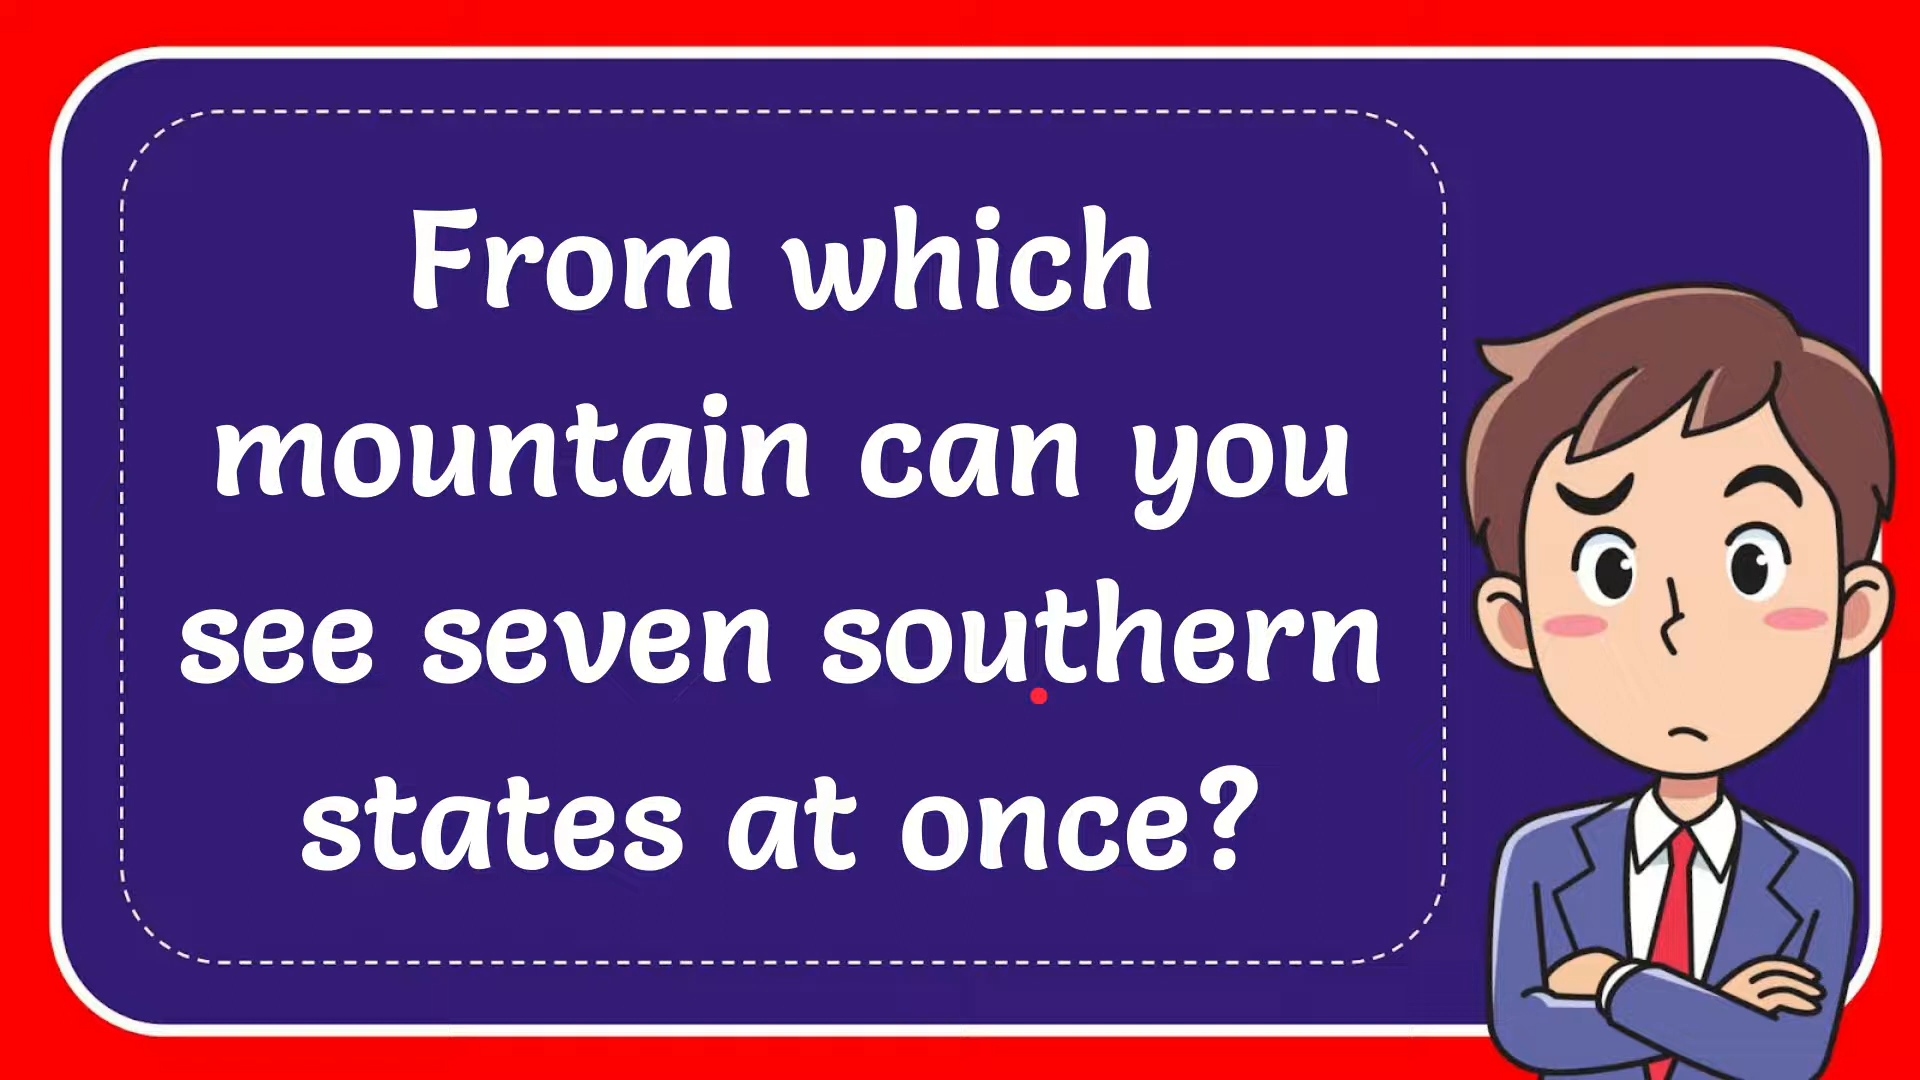 From which
mountain can you
see seven southern
states at once?